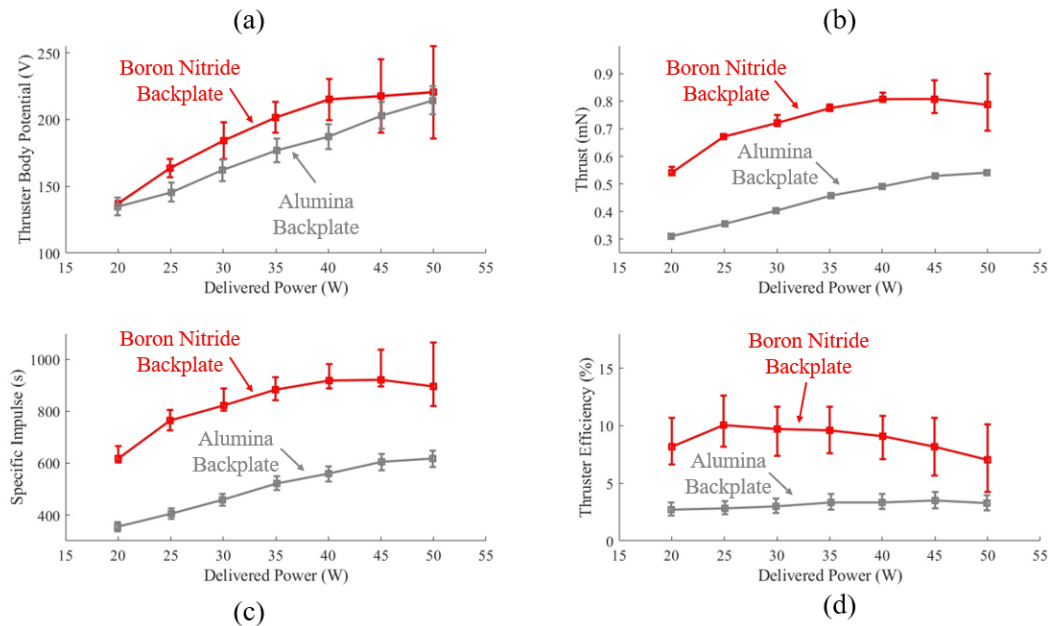 (a)
Thruster Body Potential (V)
250
200
150
100
Boron Nitride
Backplate
Alumina
Backplate
15 20 25 30 35 40 45 50 55
Delivered Power (W)
(b)
Thrust (mN)
0.9
0.8
0.7
0.6
0.5
0.4
0.3
Boron Nitride
Backplate
Alumina
Backplate
15 20 25 30 35 40 45 50 55
Delivered Power (W)
Specific Impulse (s)
1000
800
600
400
Boron Nitride
Backplate
Alumina
Backplate
15 20 25 30 35 40 45 50 55
Delivered Power (W)
(c)
Thruster Efficiency (%)
15
10
5
0
Boron Nitride
Backplate
Alumina
Backplate
15 20 25 30 35 40 45 50 55
Delivered Power (W)
(d)